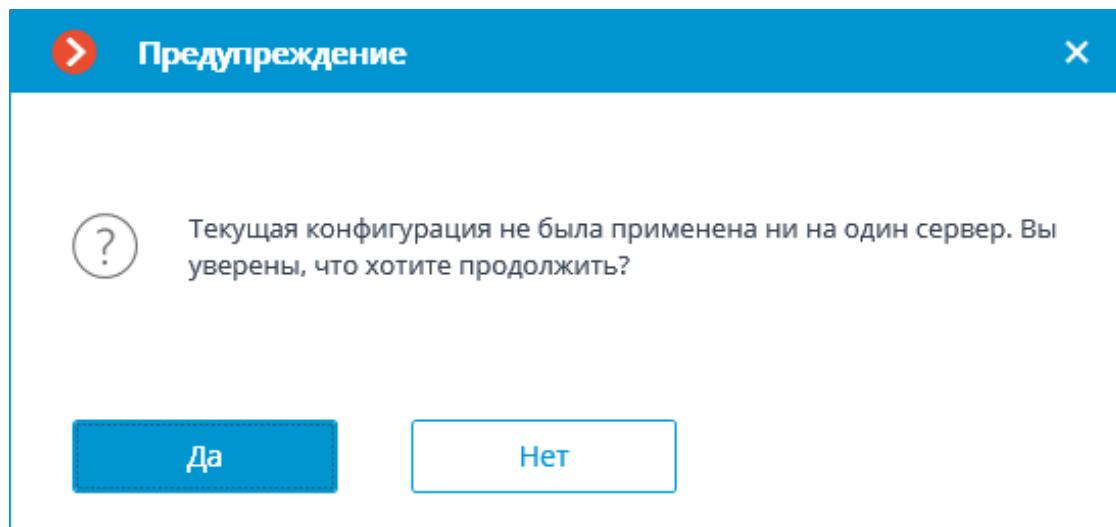 Предупреждение
Текущая конфигурация не была применена ни на один сервер. Вы
уверены, что хотите продолжить?
Да
Нет